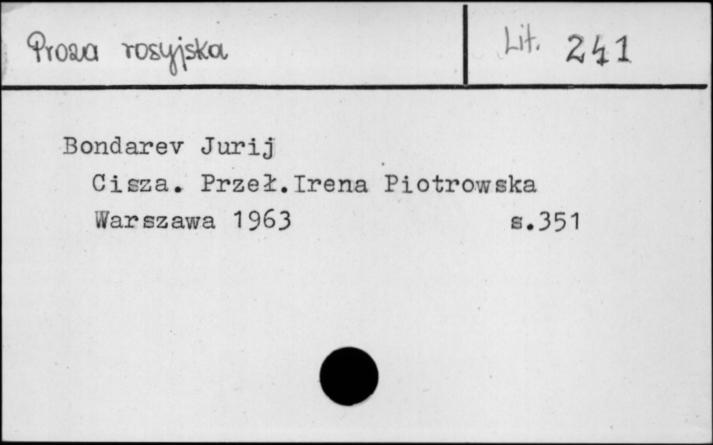 Proza rosyjska
Lit. 241
Bondarev Jurij
Cisza. Przeł.Irena Piotrowska
Warszawa 1963 s.351